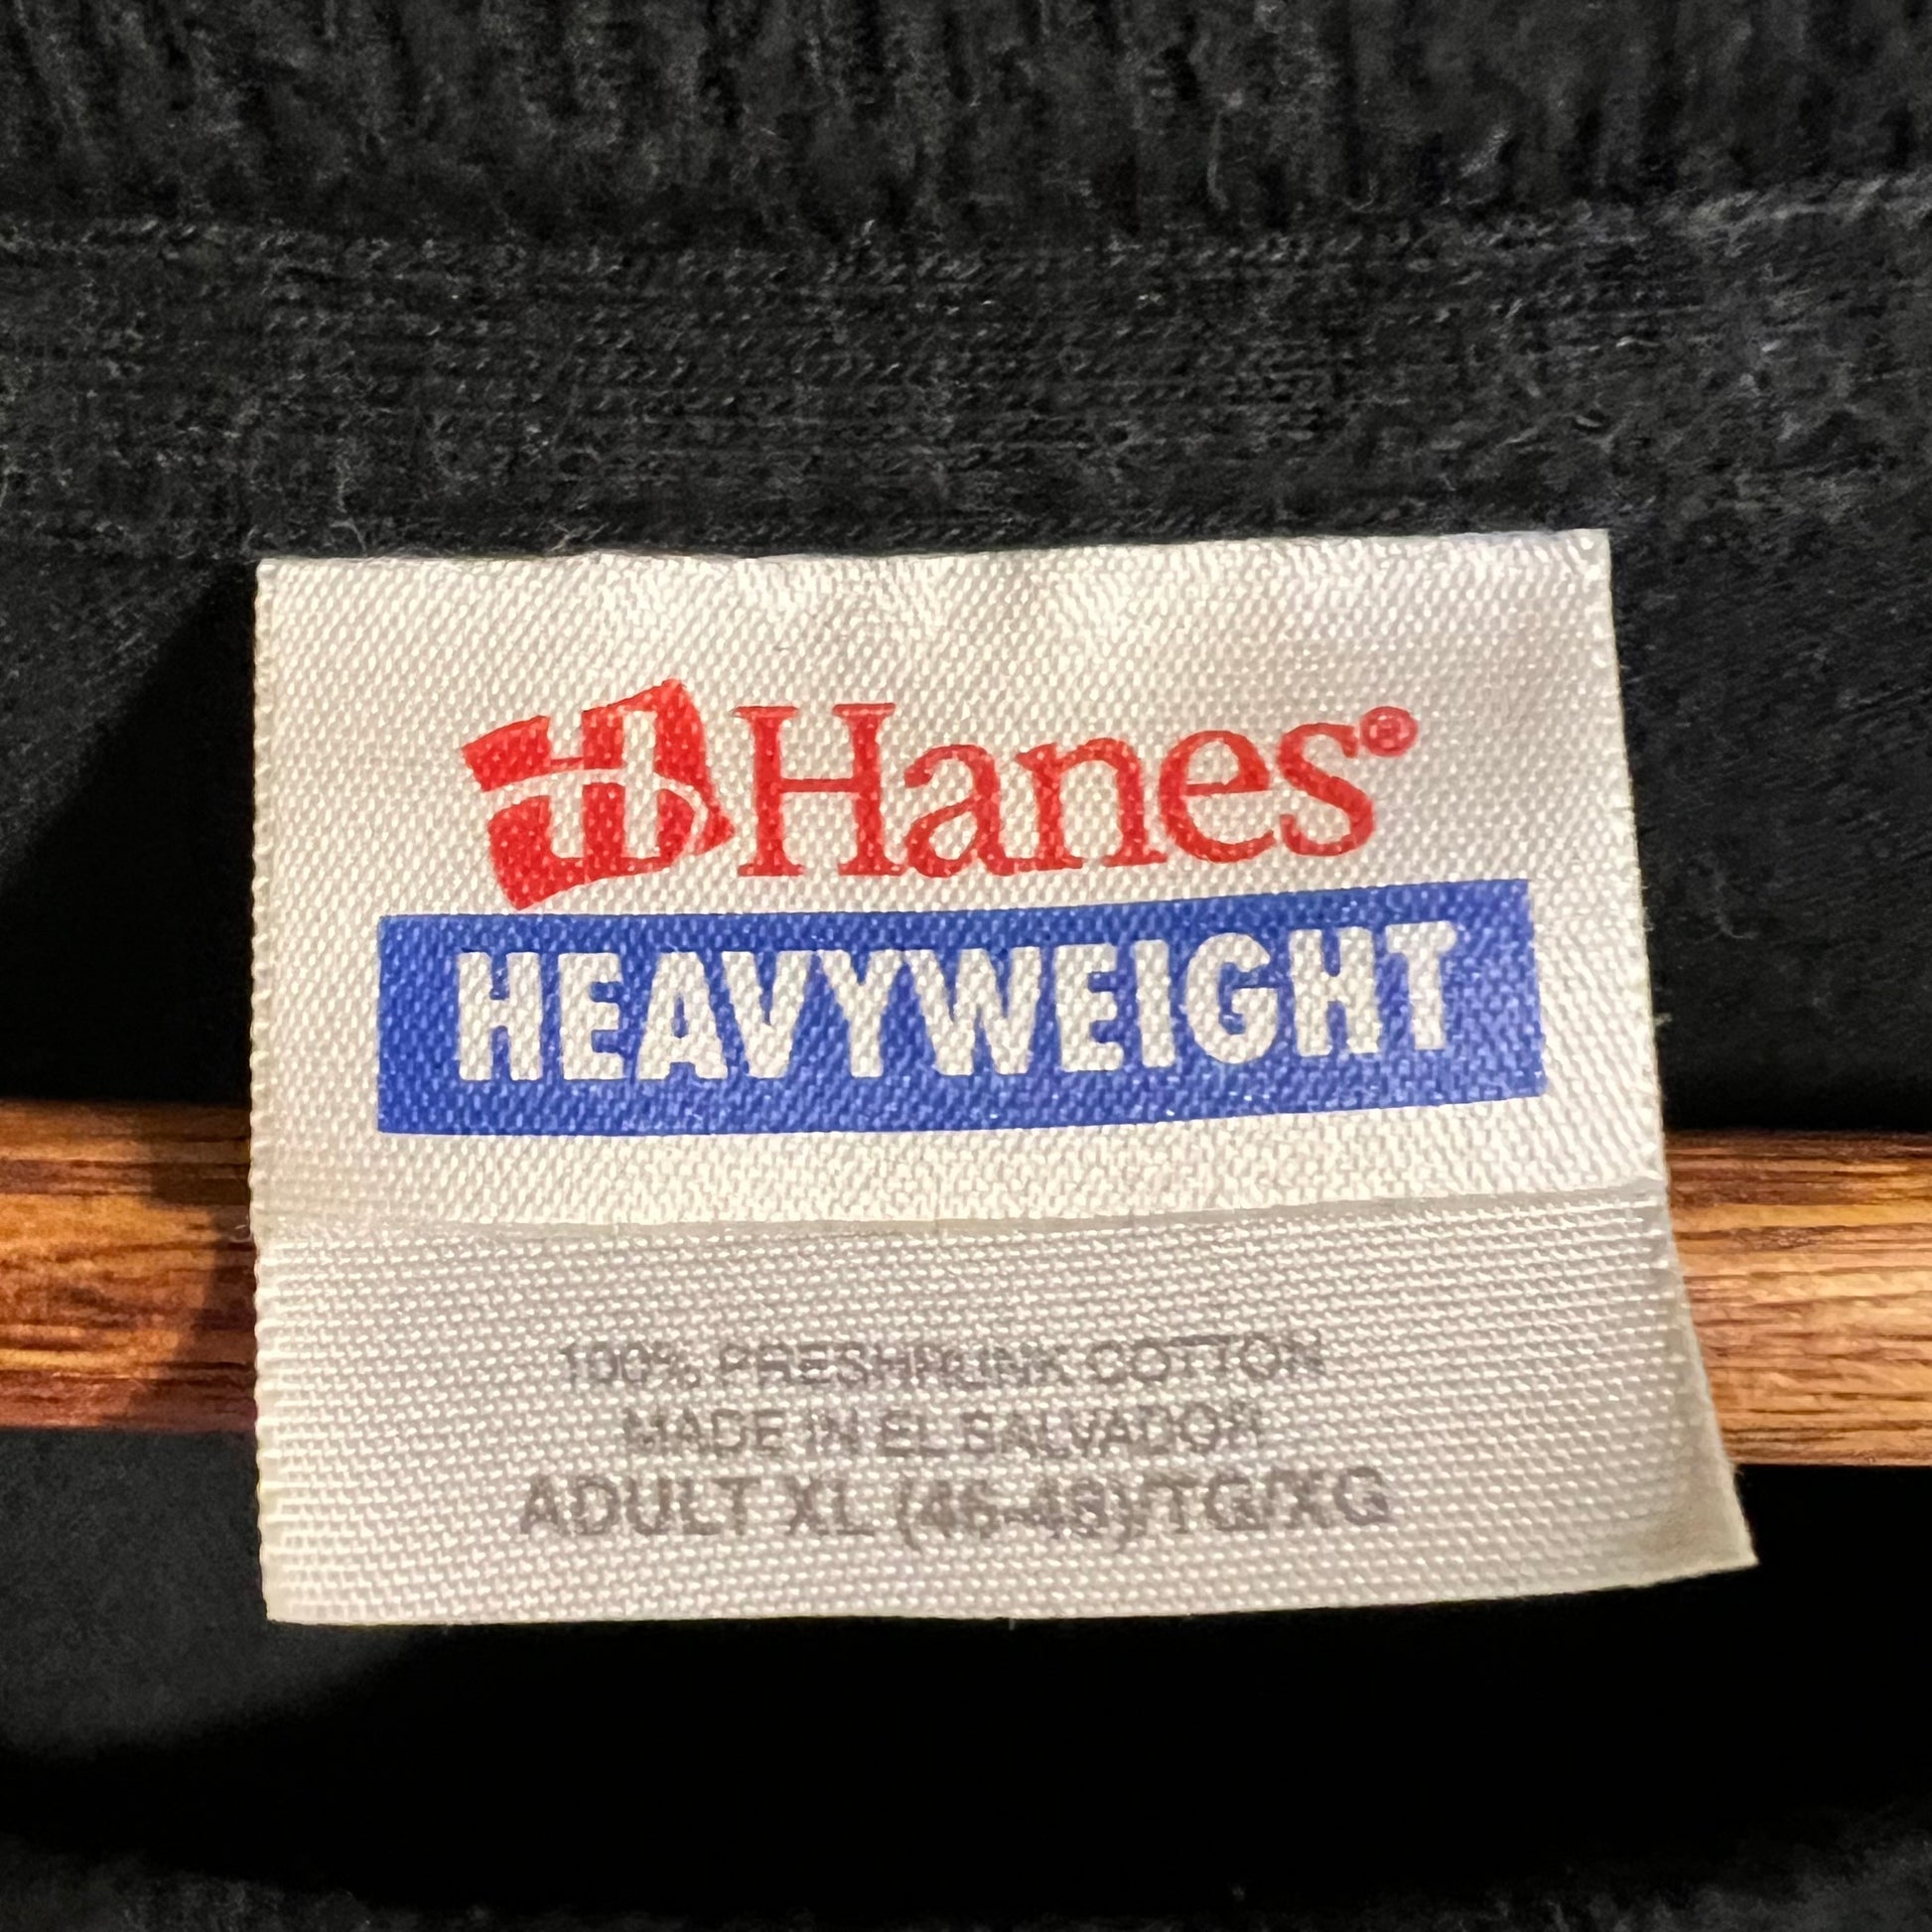 Hanes®
HEAVYWEIGHT
100% PRESHRUNK COTTON
MADE IN EL SALVADOR
ADULT XL (46-48)/TG/XG